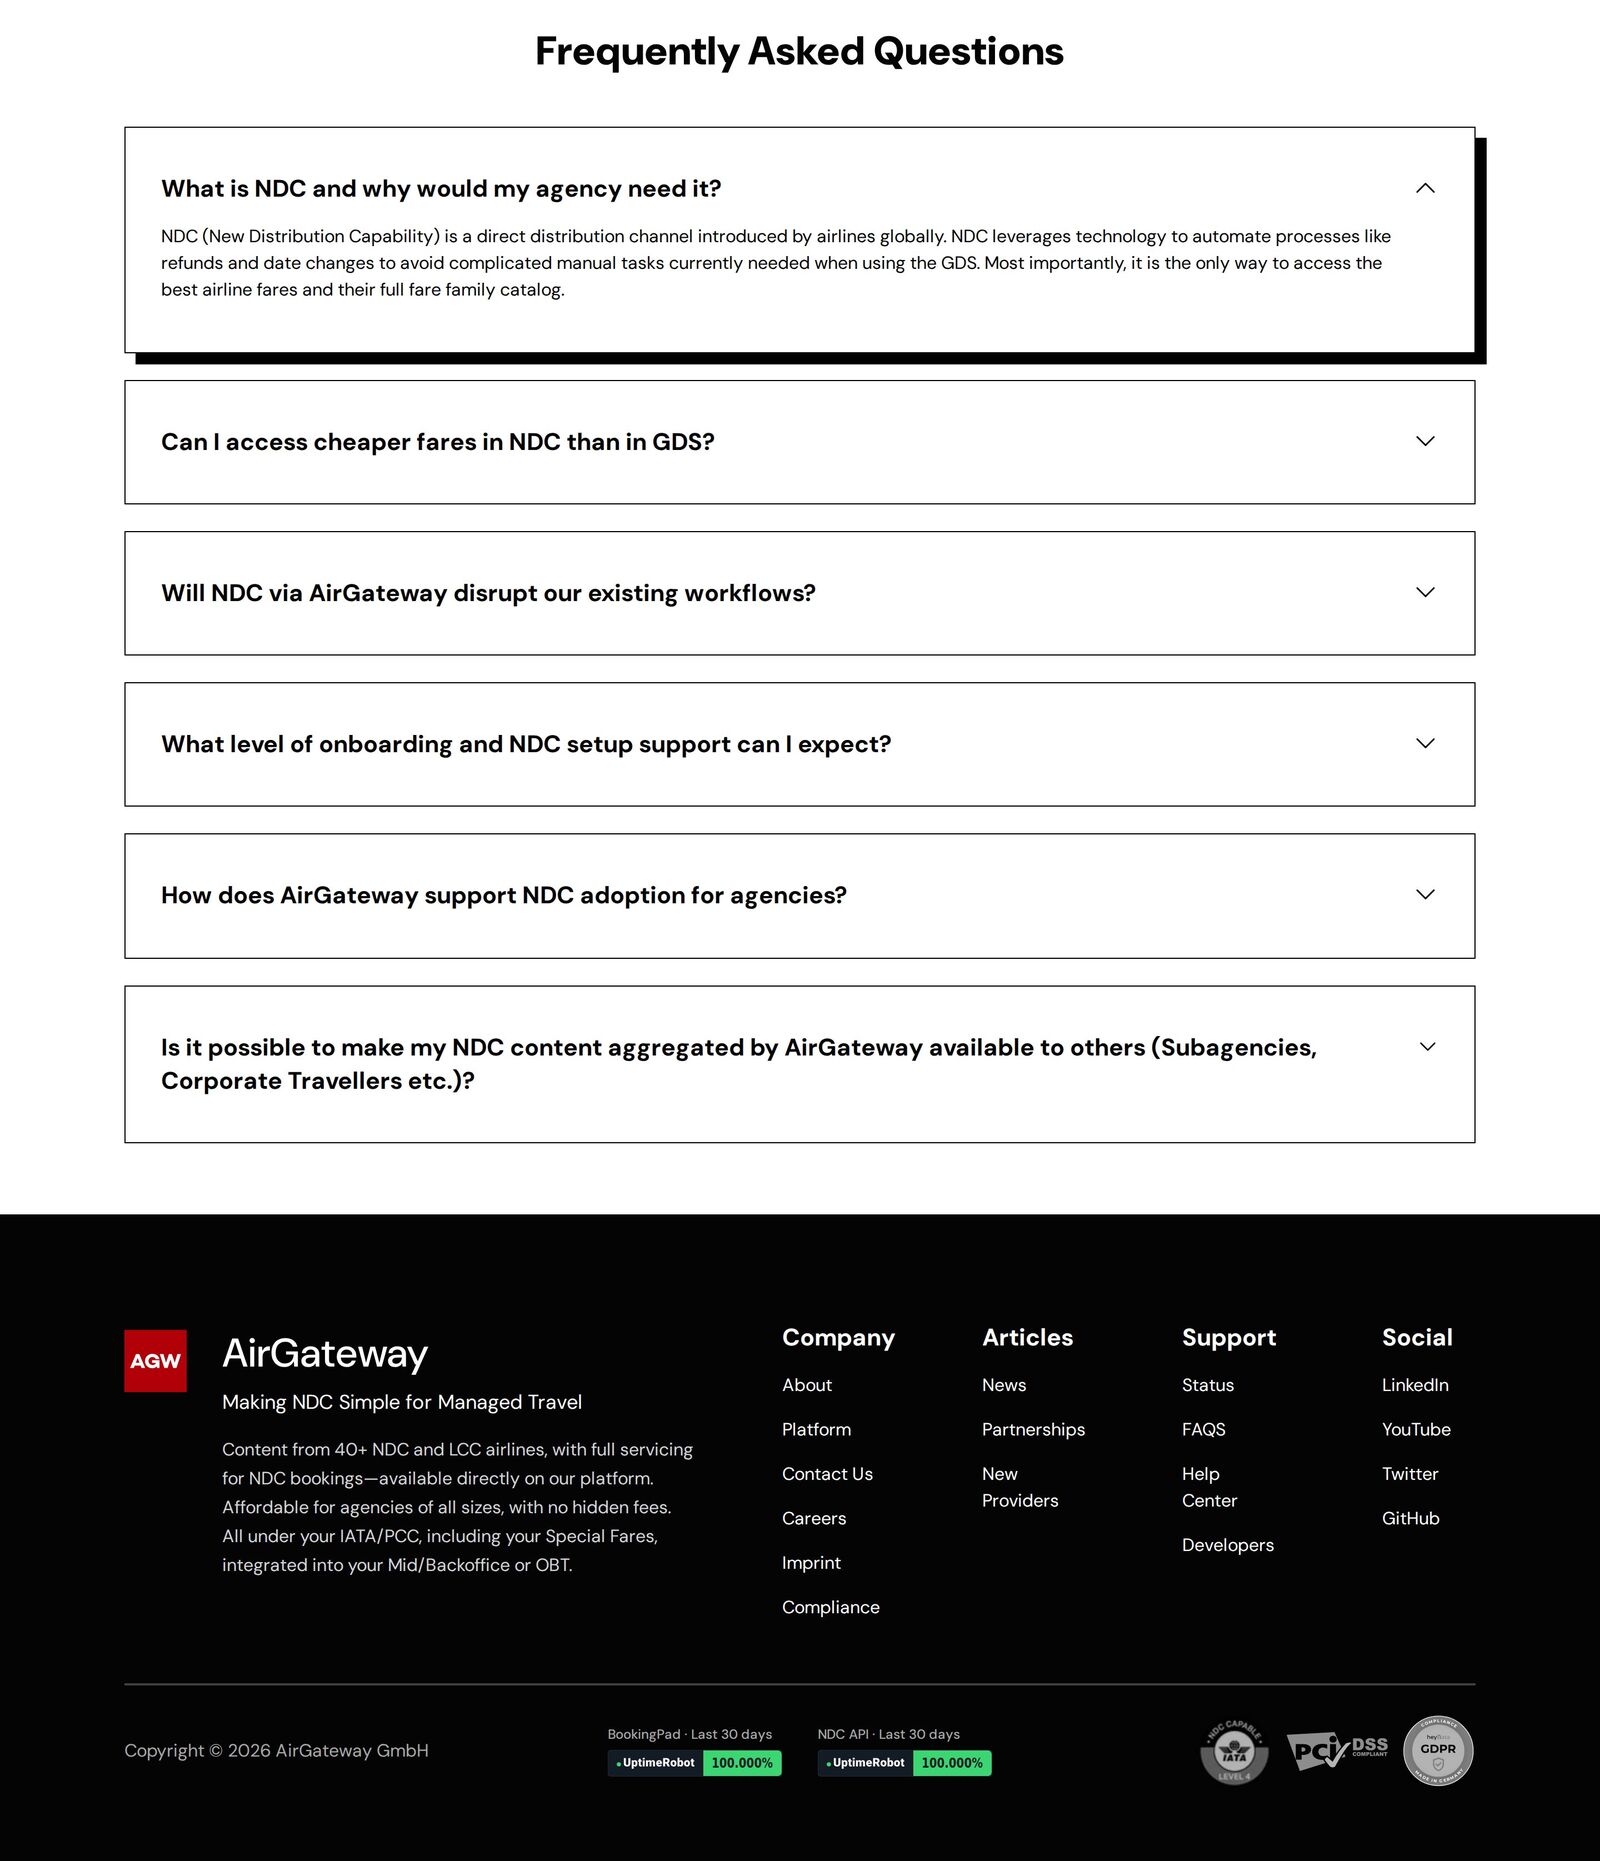 Frequently Asked Questions
What is NDC and why would my agency need it?
NDC (New Distribution Capability) is a direct distribution channel introduced by airlines globally. NDC leverages technology to automate processes like
refunds and date changes to avoid complicated manual tasks currently needed when using the GDS. Most importantly, it is the only way to access the
best airline fares and their full fare family catalog.
Can I access cheaper fares in NDC than in GDS?
Will NDC via AirGateway disrupt our existing workflows?
What level of onboarding and NDC setup support can I expect?
How does AirGateway support NDC adoption for agencies?
Is it possible to make my NDC content aggregated by AirGateway available to others (Subagencies,
Corporate Travellers etc.)?
AGW
AirGateway
Making NDC Simple for Managed Travel
Content from 40+ NDC and LCC airlines, with full servicing
for NDC bookings—available directly on our platform.
Affordable for agencies of all sizes, with no hidden fees.
All under your IATA/PCC, including your Special Fares,
integrated into your Mid/Backoffice or OBT.
Company
About
Platform
Contact Us
Careers
Imprint
Compliance
Articles
News
Partnerships
New
Providers
Support
Status
FAQS
Help
Center
Developers
Social
LinkedIn
YouTube
Twitter
GitHub
Copyright © 2026 AirGateway GmbH
BookingPad · Last 30 days
UptimeRobot 100.000%
NDC API · Last 30 days
UptimeRobot 100.000%
NDC CAPABLE
IATA
LEVEL 4
PCI DSS
COMPLIANT
COMPLIANCE
GDPR
MADE IN GERMANY